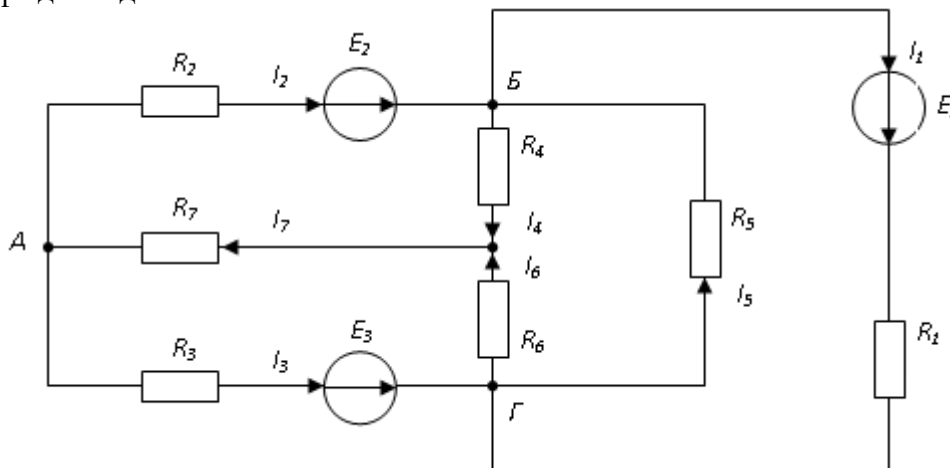 E₂
I₁
R₂
I₂
Б
E
R₄
R₇
I₇
I₄
R₅
A
I₆
I₅
R₃
I₃
E₃
R₆
R₁
Г